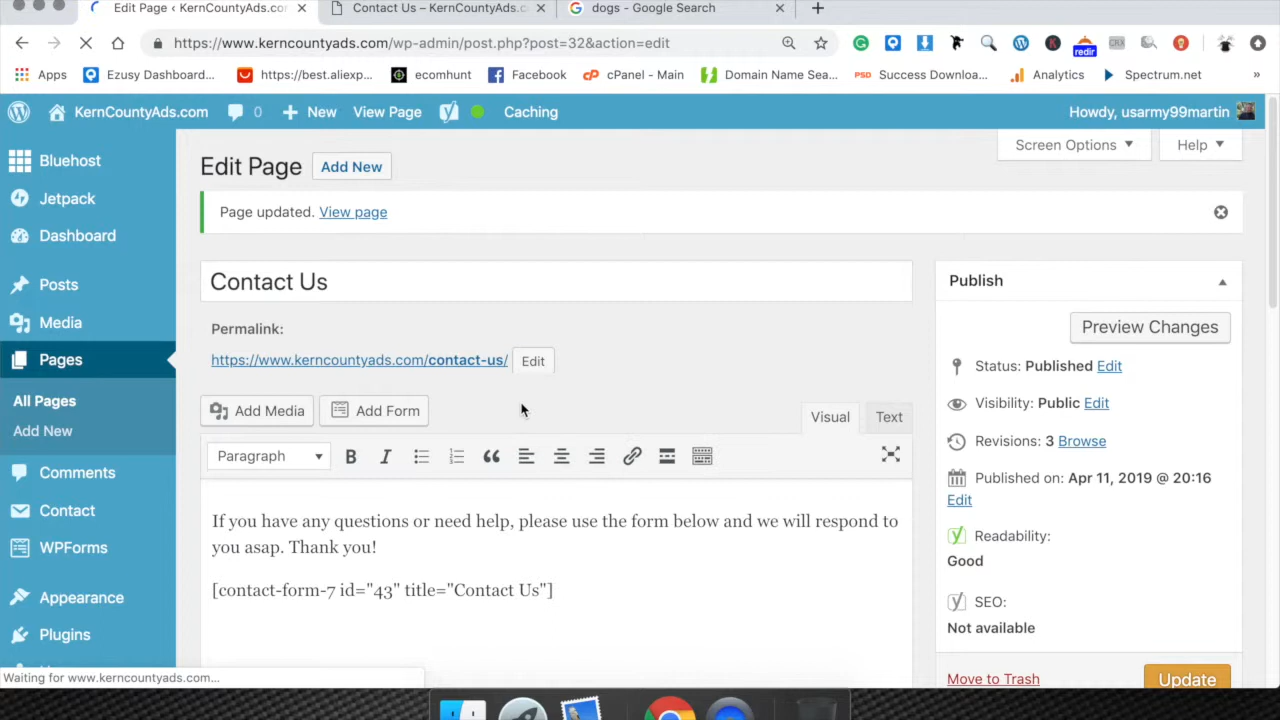 Edit Page ‹ KernCountyAds.co
Contact Us – KernCountyAds.c
dogs - Google Search
https://www.kerncountyads.com/wp-admin/post.php?post=32&action=edit
redir
Apps
Ezusy Dashboard...
https://best.aliexp...
ecomhunt
Facebook
cPanel - Main
Domain Name Sea...
PSD Success Downloa...
Analytics
Spectrum.net
»
KernCountyAds.com
0
New
View Page
Caching
Howdy, usarmy99martin
Bluehost
Jetpack
Dashboard
Posts
Media
Pages
All Pages
Add New
Comments
Contact
WPForms
Appearance
Plugins
Screen Options
Help
Edit Page
Add New
Page updated. View page
Contact Us
Permalink:
https://www.kerncountyads.com/contact-us/
Edit
Add Media
Add Form
Visual
Text
Paragraph
B I
If you have any questions or need help, please use the form below and we will respond to
you asap. Thank you!
[contact-form-7 id="43" title="Contact Us"]
Publish
Preview Changes
Status: Published Edit
Visibility: Public Edit
Revisions: 3 Browse
Published on: Apr 11, 2019 @ 20:16
Edit
Readability:
Good
SEO:
Not available
Move to Trash
Update
Waiting for www.kerncountyads.com...